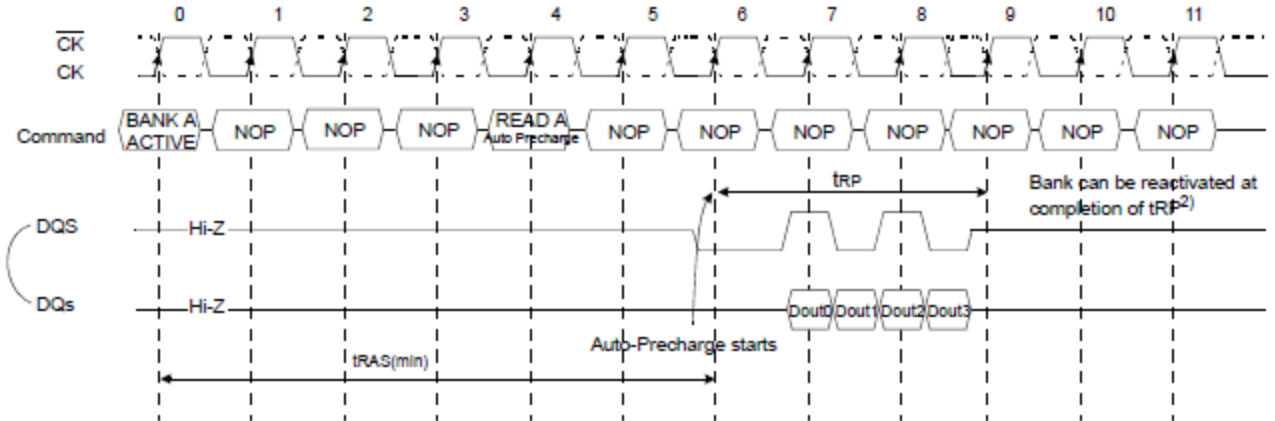 0 1 2 3 4 5 6 7 8 9 10 11
CK
CK
Command
BANK A
ACTIVE
NOP
NOP
NOP
READ A
Auto Precharge
NOP
NOP
NOP
NOP
NOP
NOP
NOP
tRP
Bank can be reactivated at
completion of tRP2)
DQS
Hi-Z
DQs
Hi-Z
Dout0 Dout1 Dout2 Dout3
Auto-Precharge starts
tRAS(min)